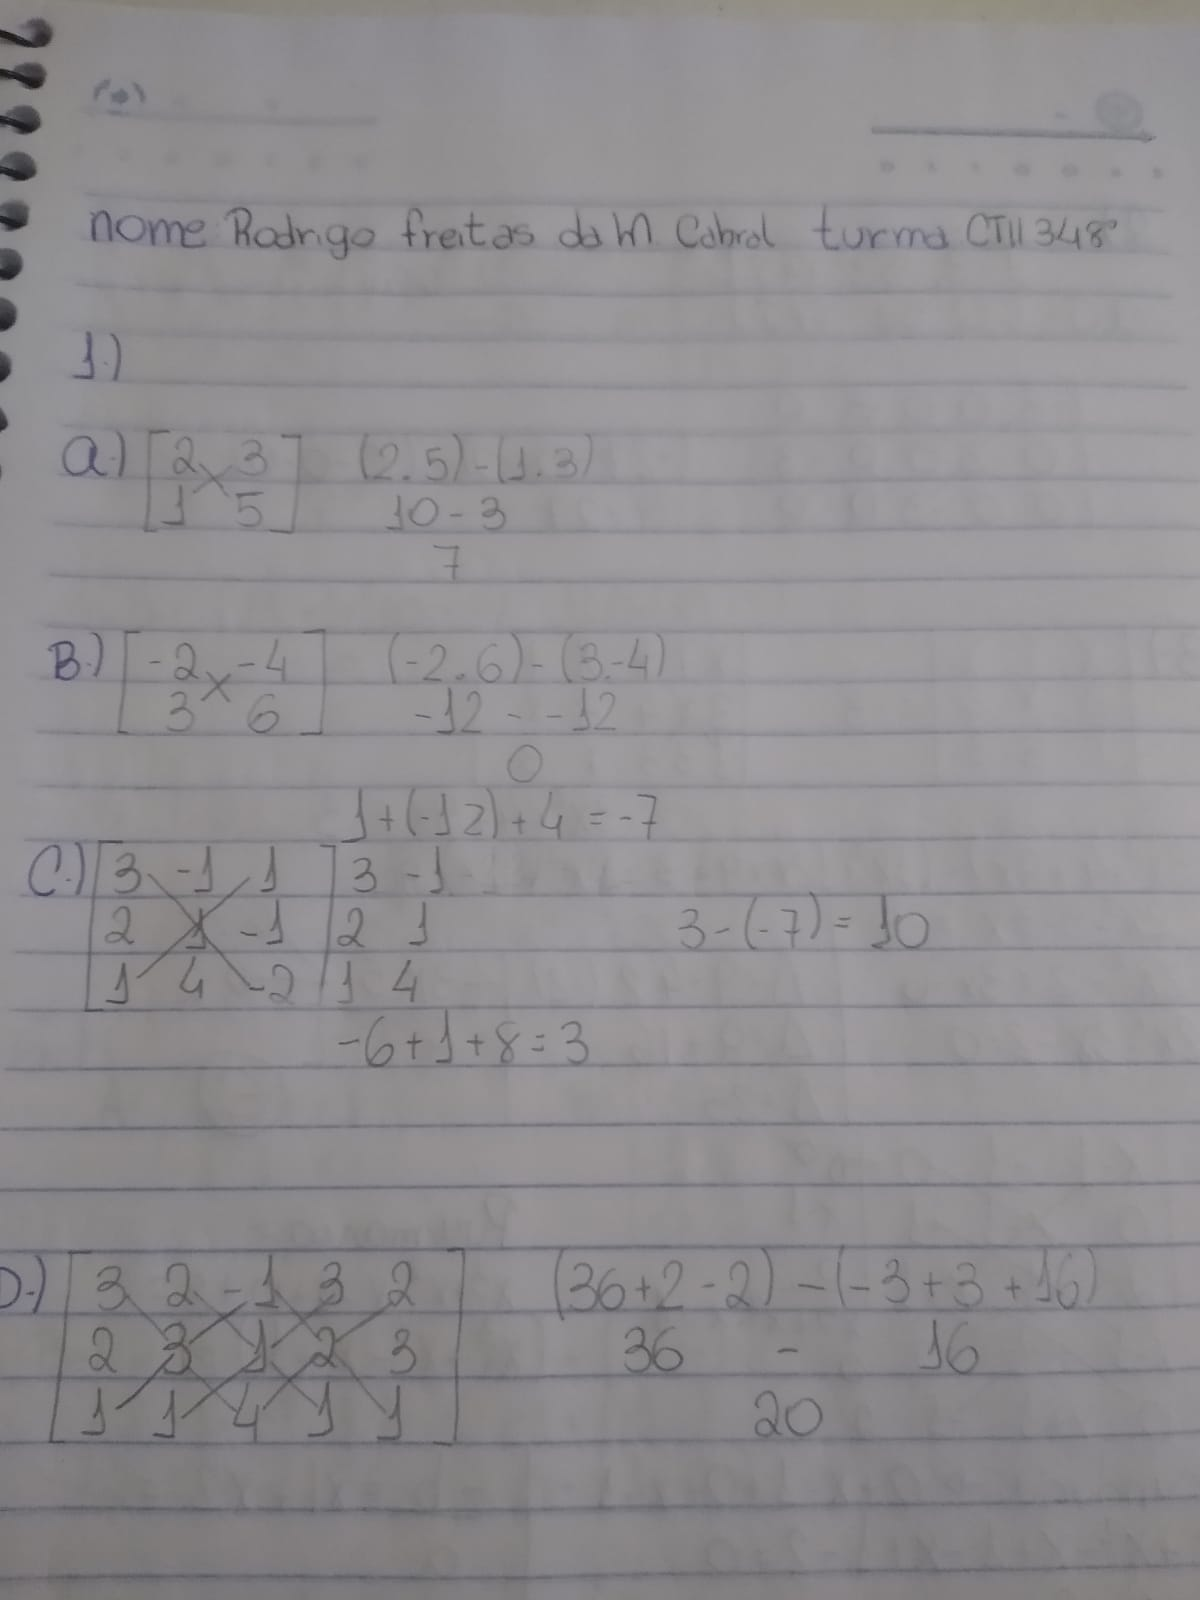 nome Rodrigo freitas da M Cabral turma CTII 348
1.)
a.) [2 3] (2.5)-(1.3)
[1 5] 10-3
7
B.) [-2 -4] (-2.6)-(3.-4)
[3 6] -12 - -12
0
1+(-12)+4=-7
C.) [3 -1 1] 3 -1
[2 1 -1] 2 1 3-(-7)=10
[1 4 -2] 1 4
-6+1+8=3
D.) [3 2 -1 3 2] (36+2-2)-(-3+3+16)
[2 3 1 2 3] 36 - 16
[1 1 4 1 1] 20